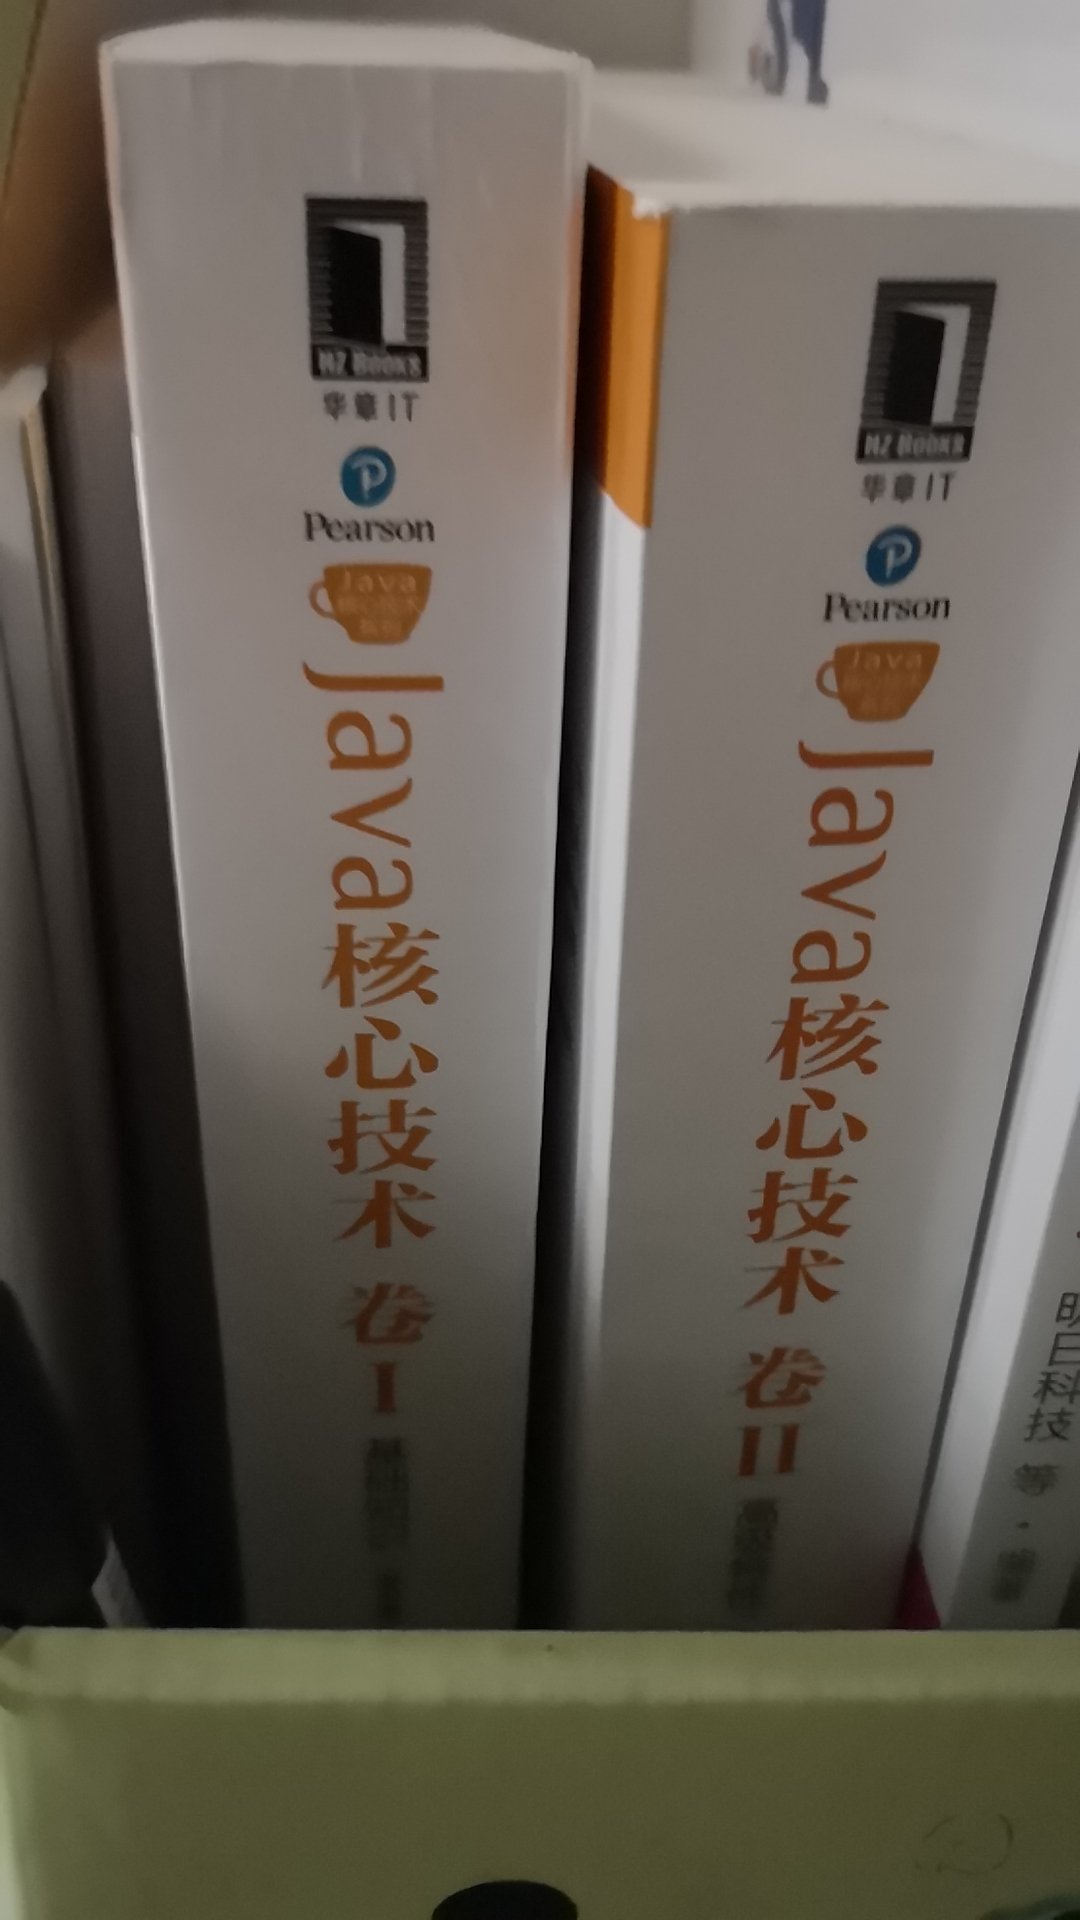 HZ Books
华章IT
Pearson
Java
Java核心技术 卷I
HZ Books
华章IT
Pearson
Java
Java核心技术 卷II
明日科技 等·编著